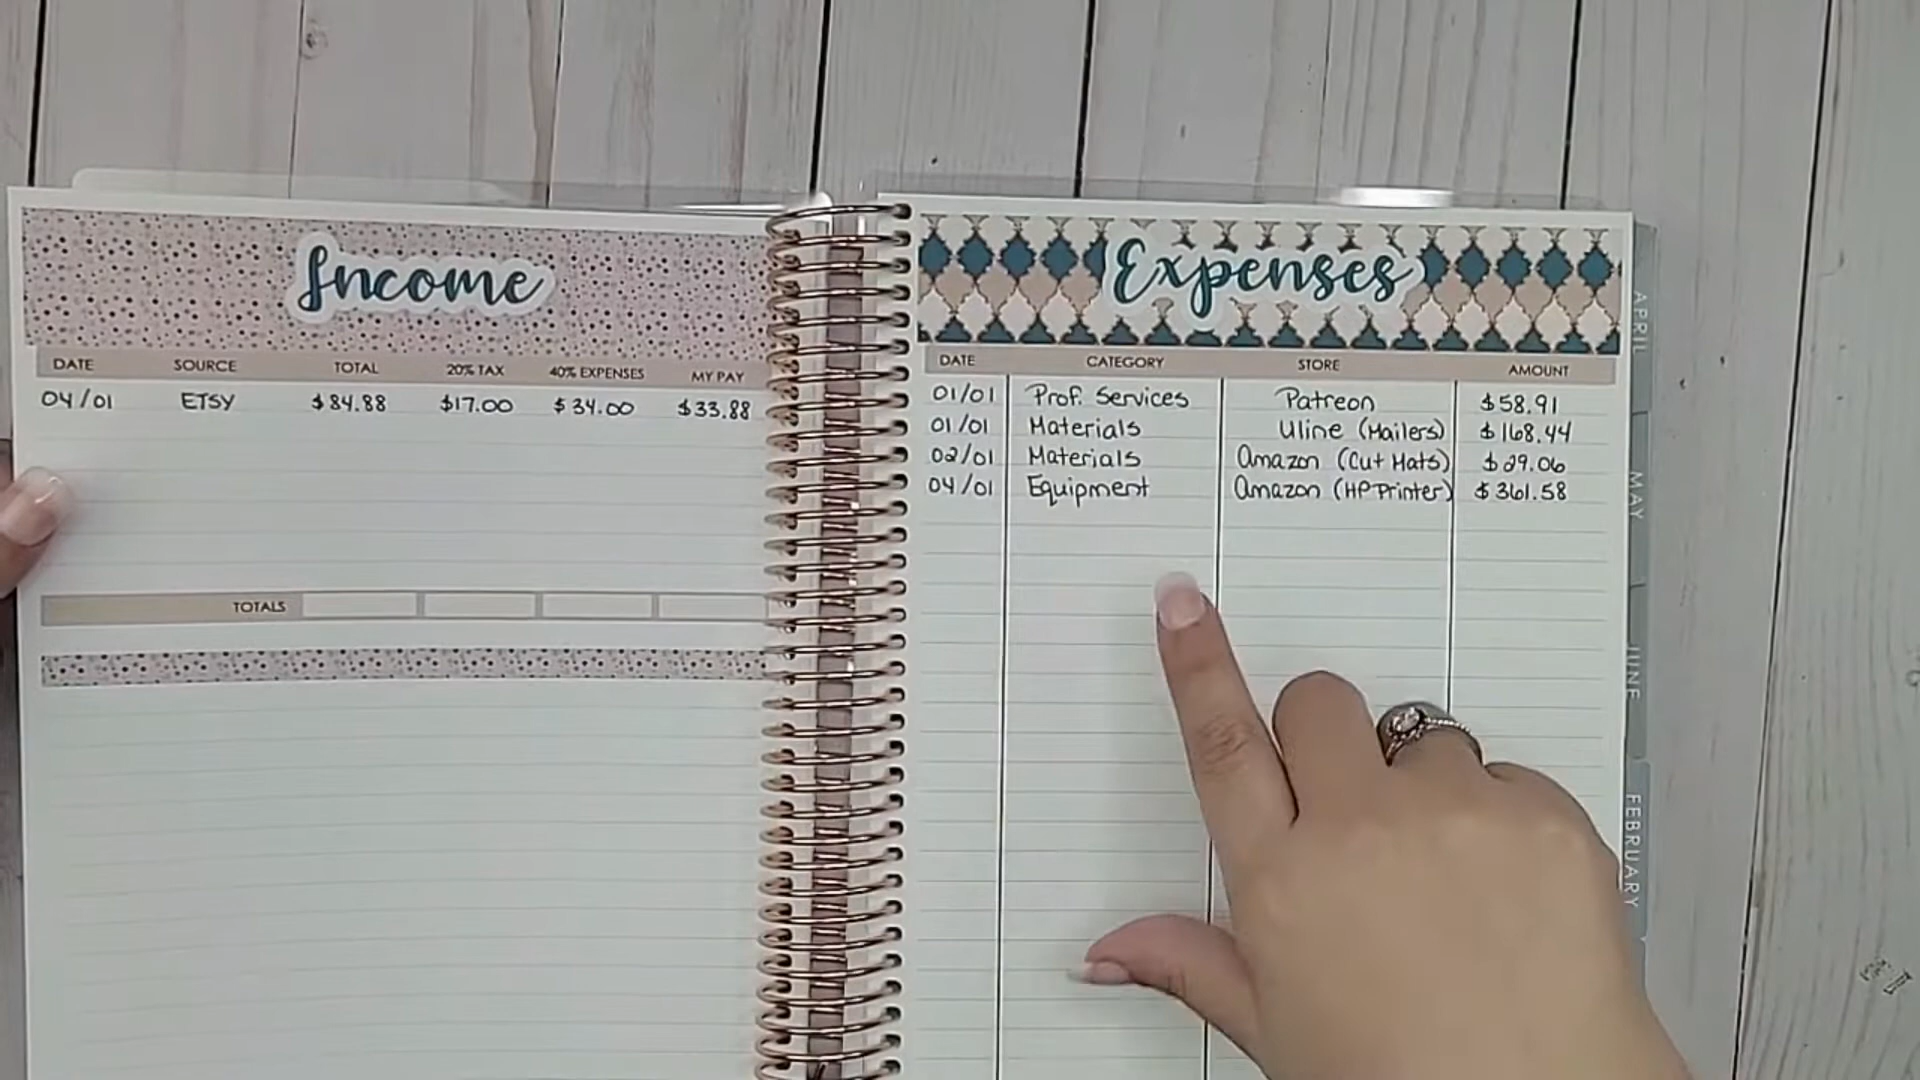 Income
DATE SOURCE TOTAL 20% TAX 40% EXPENSES MY PAY
04/01 ETSY $84.88 $17.00 $34.00 $33.88
TOTALS
Expenses
DATE CATEGORY STORE AMOUNT
01/01 Prof. Services Patreon $58.91
01/01 Materials Uline (Mailers) $168.44
02/01 Materials Amazon (Cut Mats) $29.06
04/01 Equipment Amazon (HP Printer) $361.58
APRIL
MAY
JUNE
FEBRUARY